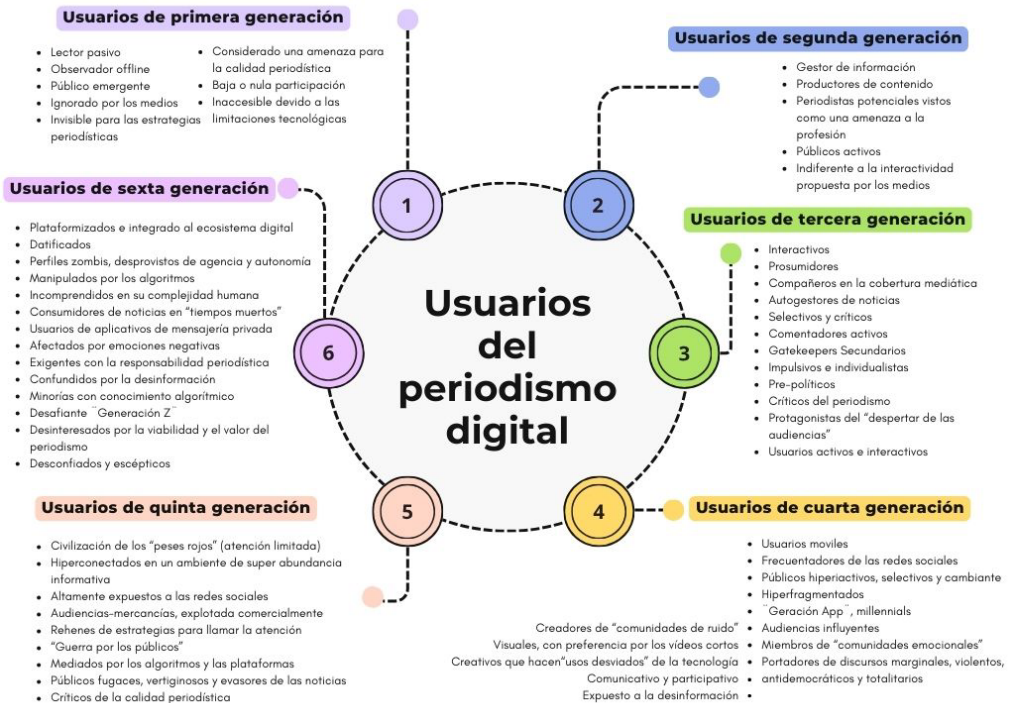 Usuarios de primera generación
• Lector pasivo
• Observador offline
• Público emergente
• Ignorado por los medios
• Invisible para las estrategias
periodísticas
• Considerado una amenaza para
la calidad periodística
• Baja o nula participación
• Inaccesible devido a las
limitaciones tecnológicas
Usuarios de segunda generación
• Gestor de información
• Productores de contenido
• Periodistas potenciales vistos
como una amenaza a la
profesión
• Públicos activos
• Indiferente a la interactividad
propuesta por los medios
Usuarios de tercera generación
• Interactivos
• Prosumidores
• Compañeros en la cobertura mediática
• Autogestores de noticias
• Selectivos y críticos
• Comentadores activos
• Gatekeepers Secundarios
• Impulsivos e individualistas
• Pre-políticos
• Críticos del periodismo
• Protagonistas del “despertar de las
audiencias”
• Usuarios activos e interactivos
Usuarios de cuarta generación
• Usuarios moviles
• Frecuentadores de las redes sociales
• Públicos hiperiactivos, selectivos y cambiante
• Hiperfragmentados
• ¨Geración App¨, millennials
• Audiencias influyentes
• Miembros de “comunidades emocionales”
• Portadores de discursos marginales, violentos,
• antidemocráticos y totalitarios
•
Creadores de “comunidades de ruido”
Visuales, con preferencia por los vídeos cortos
Creativos que hacen“usos desviados” de la tecnología
Comunicativo y participativo
Expuesto a la desinformación
Usuarios de quinta generación
• Civilización de los “peses rojos” (atención limitada)
• Hiperconectados en un ambiente de super abundancia
informativa
• Altamente expuestos a las redes sociales
• Audiencias-mercancías, explotada comercialmente
• Rehenes de estrategias para llamar la atención
• “Guerra por los públicos”
• Mediados por los algoritmos y las plataformas
• Públicos fugaces, vertiginosos y evasores de las noticias
• Críticos de la calidad periodística
Usuarios de sexta generación
• Plataformizados e integrado al ecosistema digital
• Datificados
• Perfiles zombis, desprovistos de agencia y autonomía
• Manipulados por los algoritmos
• Incomprendidos en su complejidad humana
• Consumidores de noticias en “tiempos muertos”
• Usuarios de aplicativos de mensajería privada
• Afectados por emociones negativas
• Exigentes con la responsabilidad periodística
• Confundidos por la desinformación
• Minorías con conocimiento algorítmico
• Desafiante ¨Generación Z¨
• Desinteresados por la viabilidad y el valor del
periodismo
• Desconfiados y escépticos
1
2
3
4
5
6
Usuarios
del
periodismo
digital